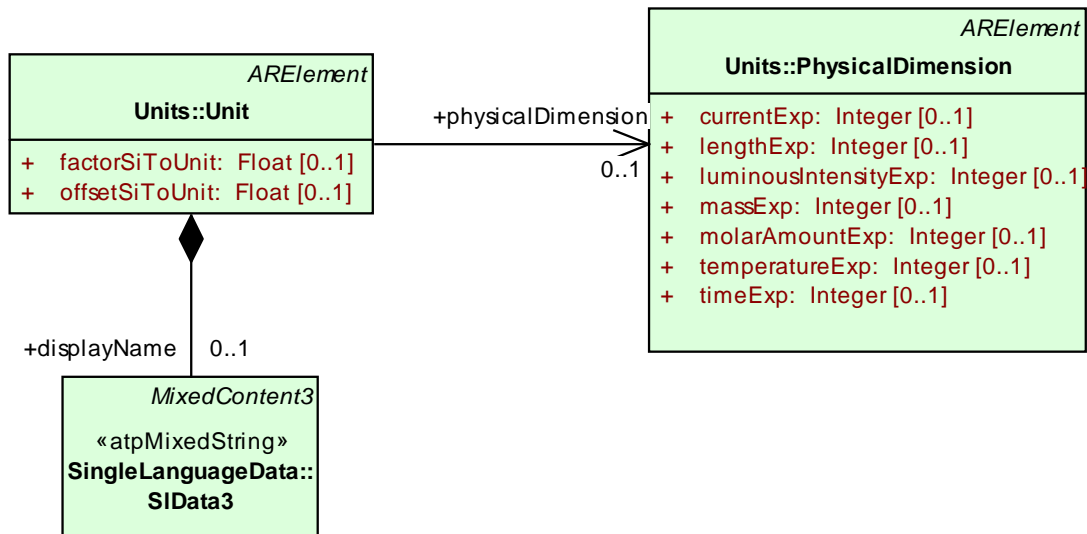 ARElement
Units::Unit
+ factorSiToUnit: Float [0..1]
+ offsetSiToUnit: Float [0..1]
+physicalDimension
0..1
ARElement
Units::PhysicalDimension
+ currentExp: Integer [0..1]
+ lengthExp: Integer [0..1]
+ luminousIntensityExp: Integer [0..1]
+ massExp: Integer [0..1]
+ molarAmountExp: Integer [0..1]
+ temperatureExp: Integer [0..1]
+ timeExp: Integer [0..1]
+displayName 0..1
MixedContent3
«atpMixedString»
SingleLanguageData::
SlData3